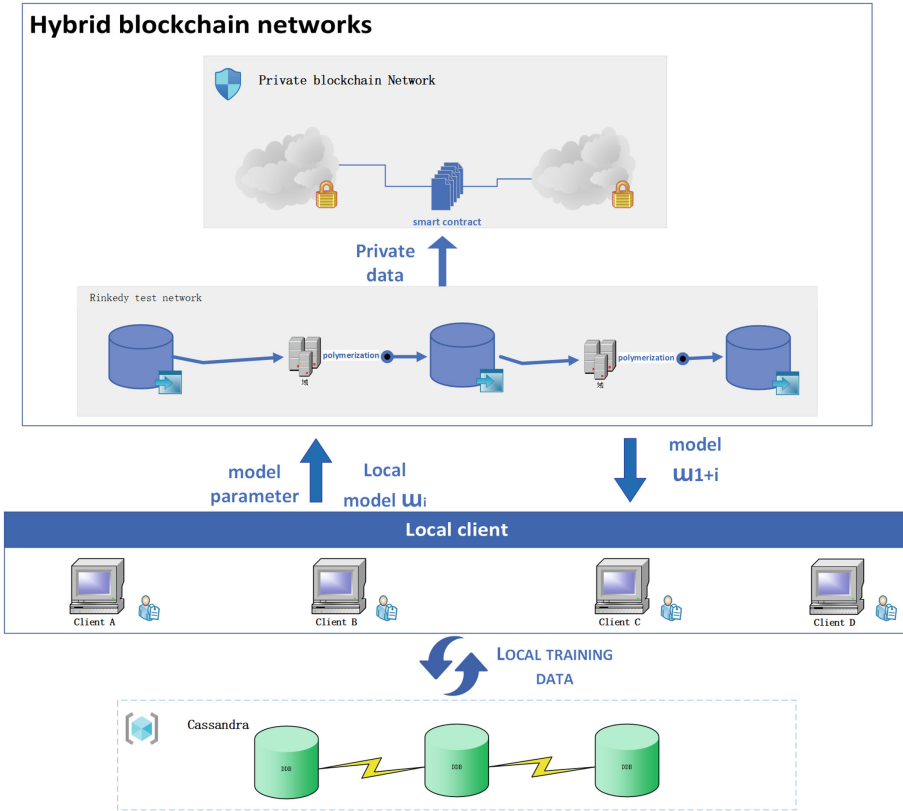 Hybrid blockchain networks
Private blockchain Network
smart contract
Private
data
Rinkedy test network
polymerization
域
polymerization
域
model
parameter
Local
model ωi
model
ω1+i
Local client
Client A
Client B
Client C
Client D
LOCAL TRAINING
DATA
Cassandra
DDB
DDB
DDB